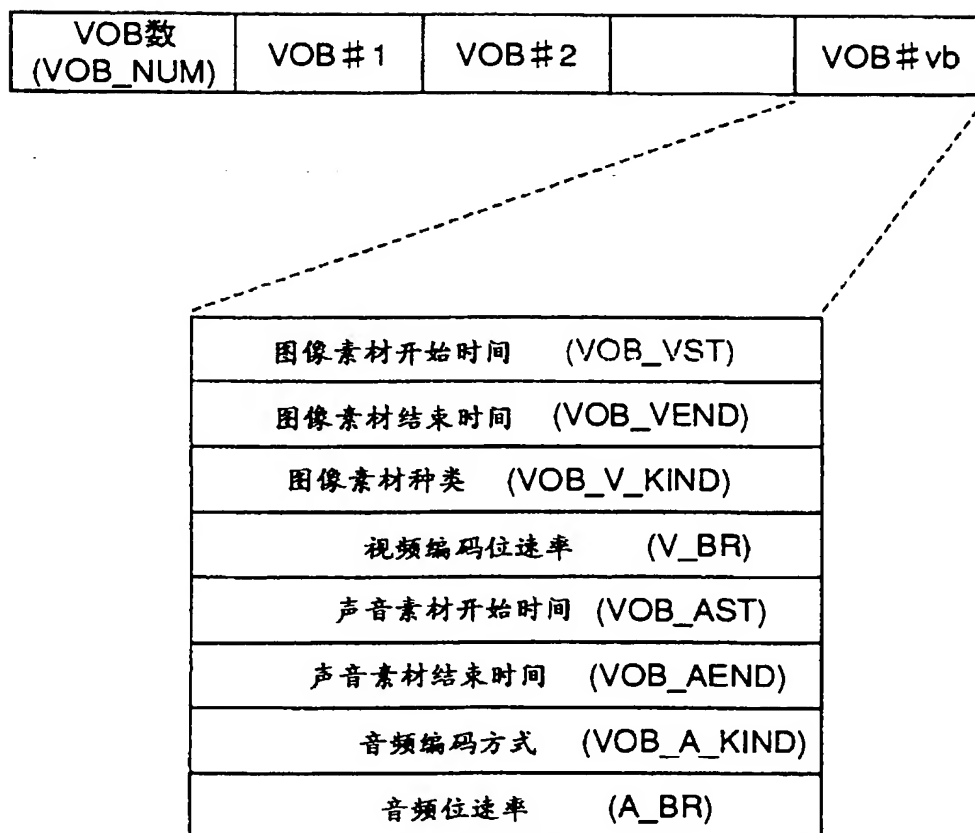 VOB数
(VOB_NUM)
VOB#1
VOB#2
VOB#vb
图像素材开始时间 (VOB_VST)
图像素材结束时间 (VOB_VEND)
图像素材种类 (VOB_V_KIND)
视频编码位速率 (V_BR)
声音素材开始时间 (VOB_AST)
声音素材结束时间 (VOB_AEND)
音频编码方式 (VOB_A_KIND)
音频位速率 (A_BR)